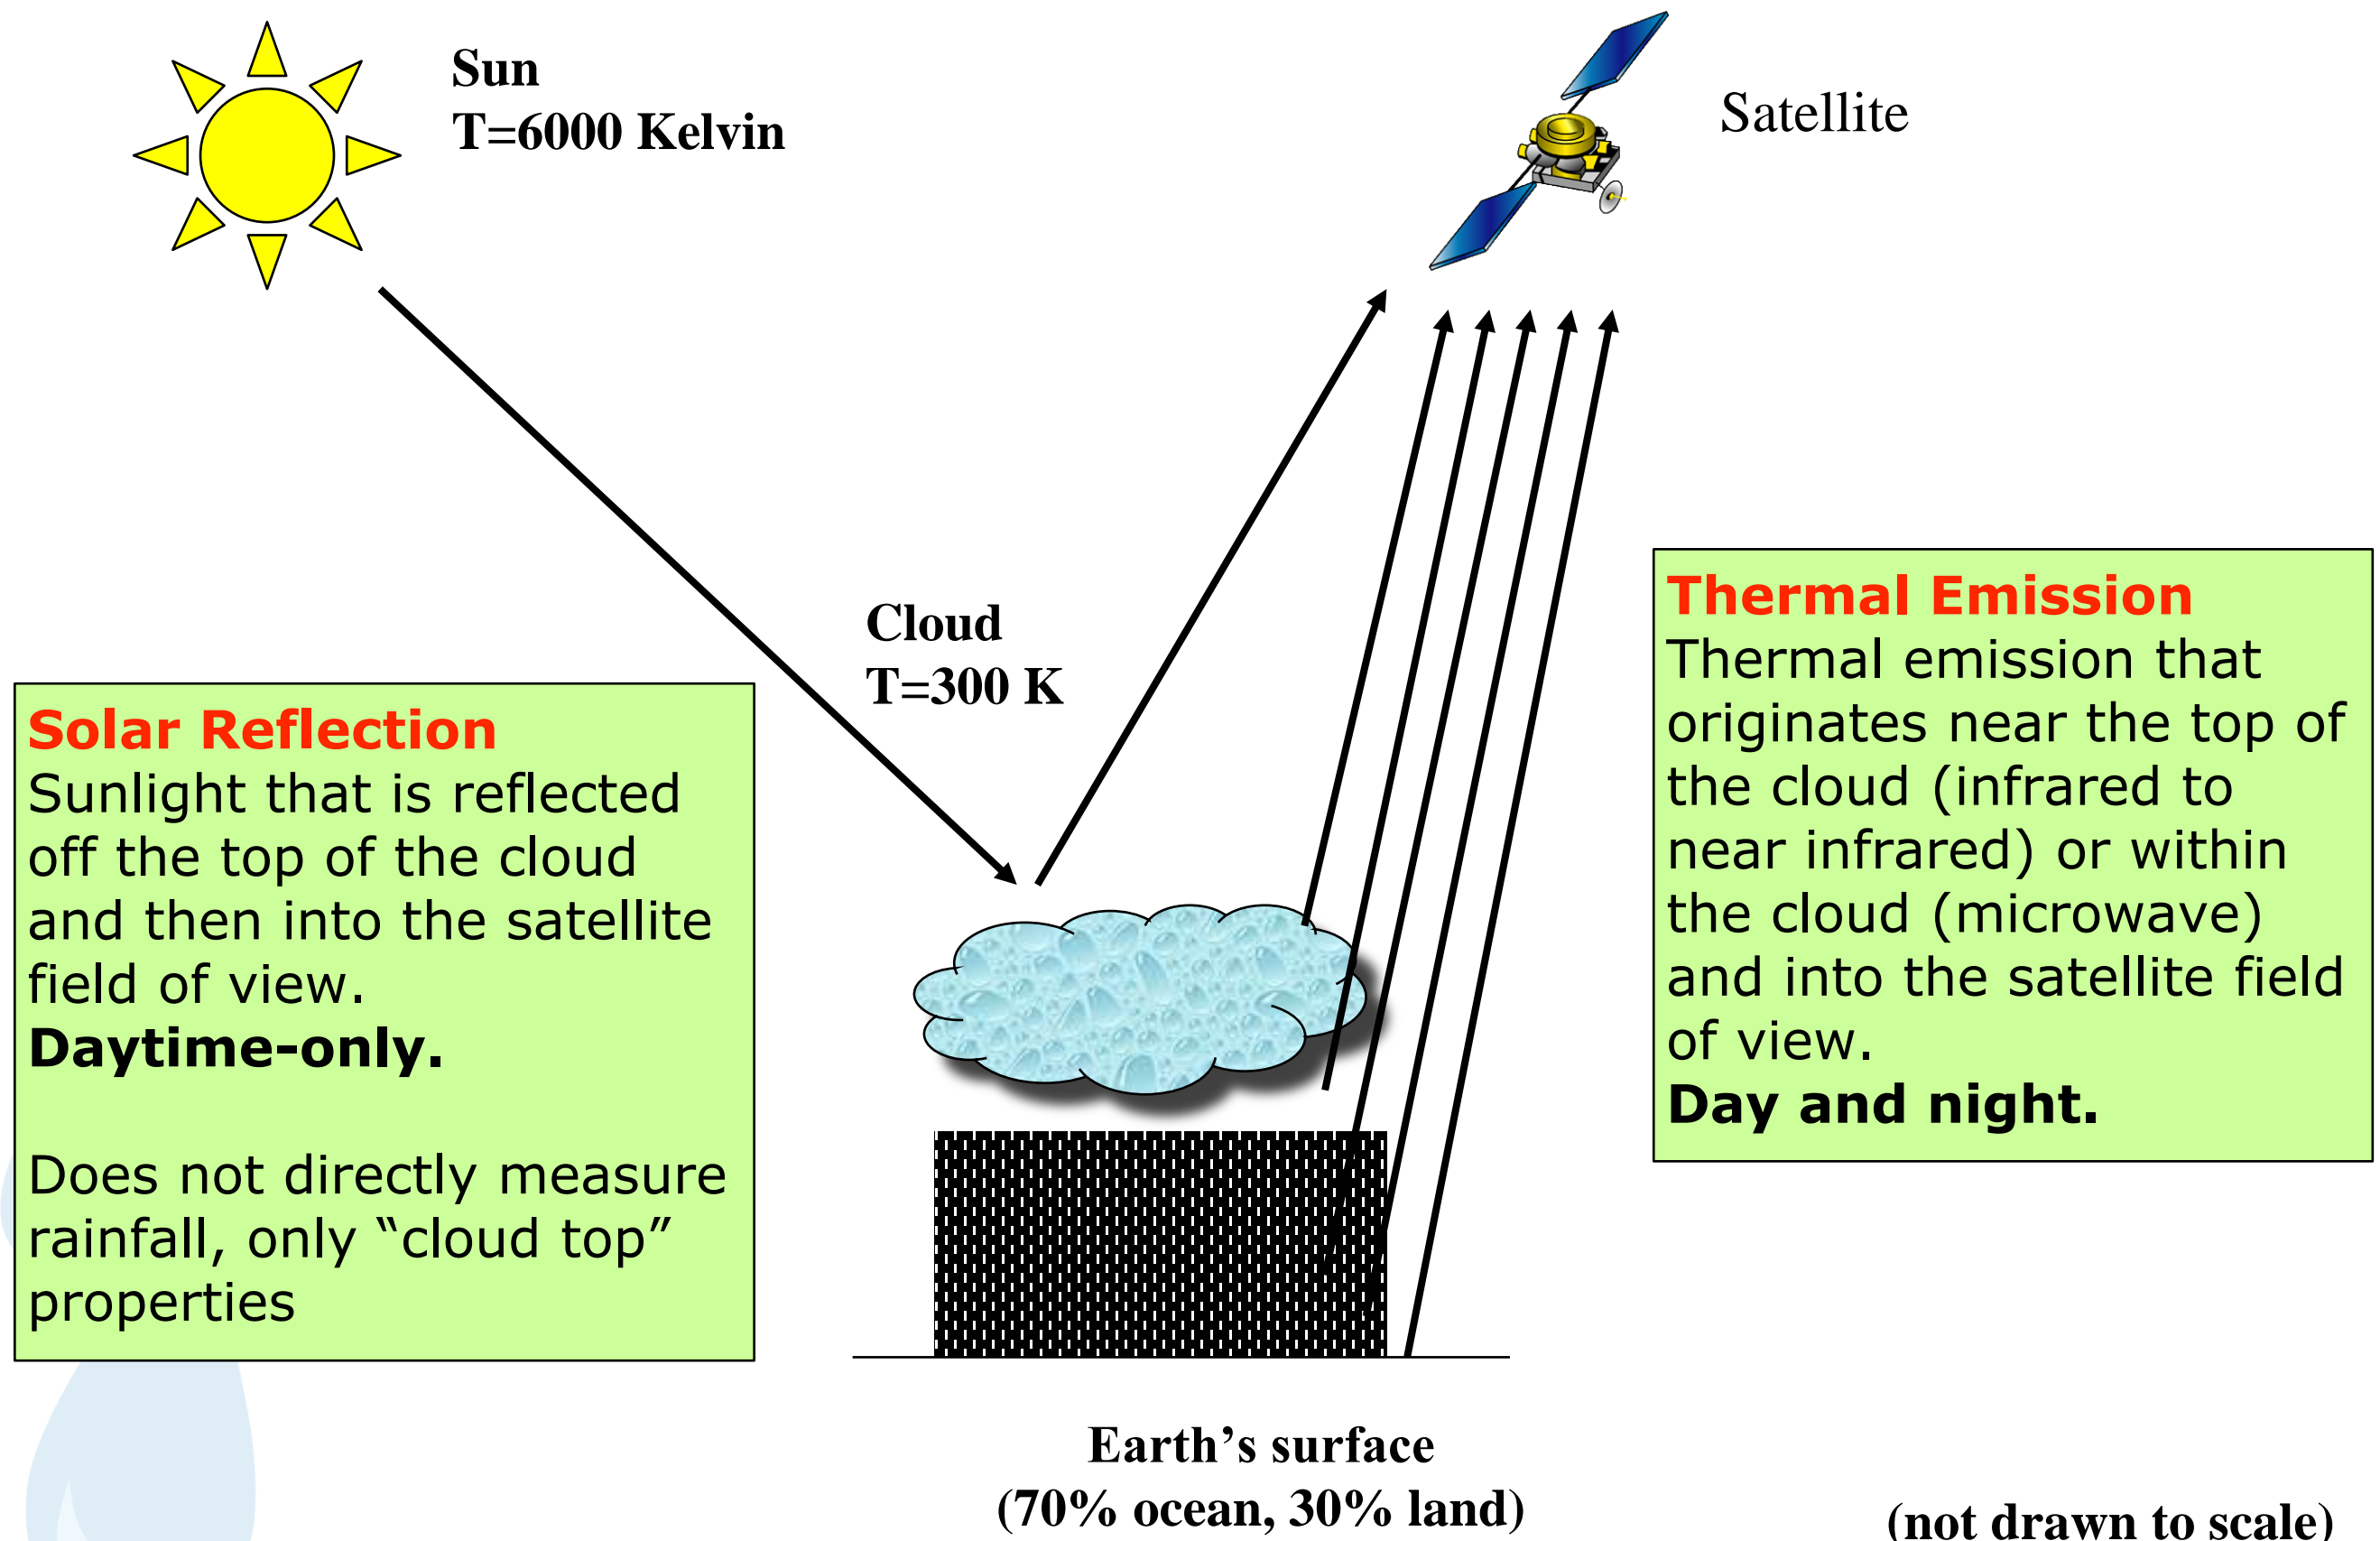 Sun
T=6000 Kelvin
Satellite
Cloud
T=300 K
Solar Reflection
Sunlight that is reflected
off the top of the cloud
and then into the satellite
field of view.
Daytime-only.
Does not directly measure
rainfall, only “cloud top”
properties
Thermal Emission
Thermal emission that
originates near the top of
the cloud (infrared to
near infrared) or within
the cloud (microwave)
and into the satellite field
of view.
Day and night.
Earth’s surface
(70% ocean, 30% land)
(not drawn to scale)